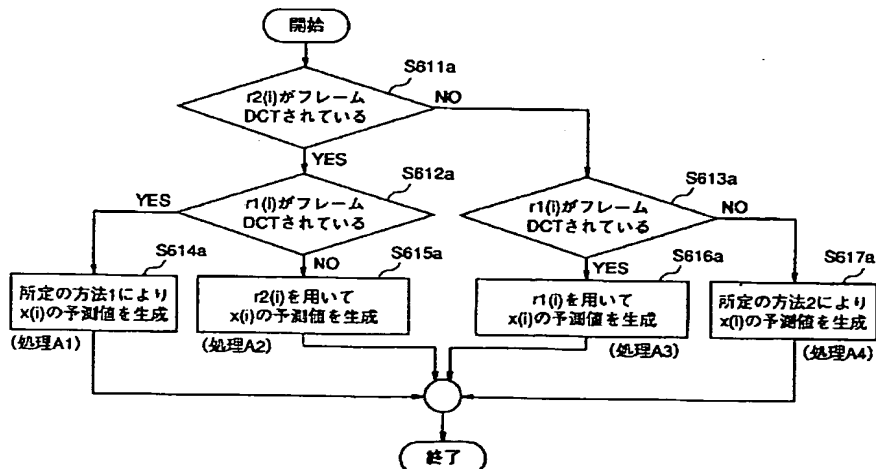 開始
S611a
r2(i)がフレーム
DCTされている
NO
YES
S612a
r1(i)がフレーム
DCTされている
YES
NO
S613a
r1(i)がフレーム
DCTされている
NO
YES
S614a
所定の方法1により
x(i)の予測値を生成
(処理A1)
S615a
r2(i)を用いて
x(i)の予測値を生成
(処理A2)
S616a
r1(i)を用いて
x(i)の予測値を生成
(処理A3)
S617a
所定の方法2により
x(i)の予測値を生成
(処理A4)
終了